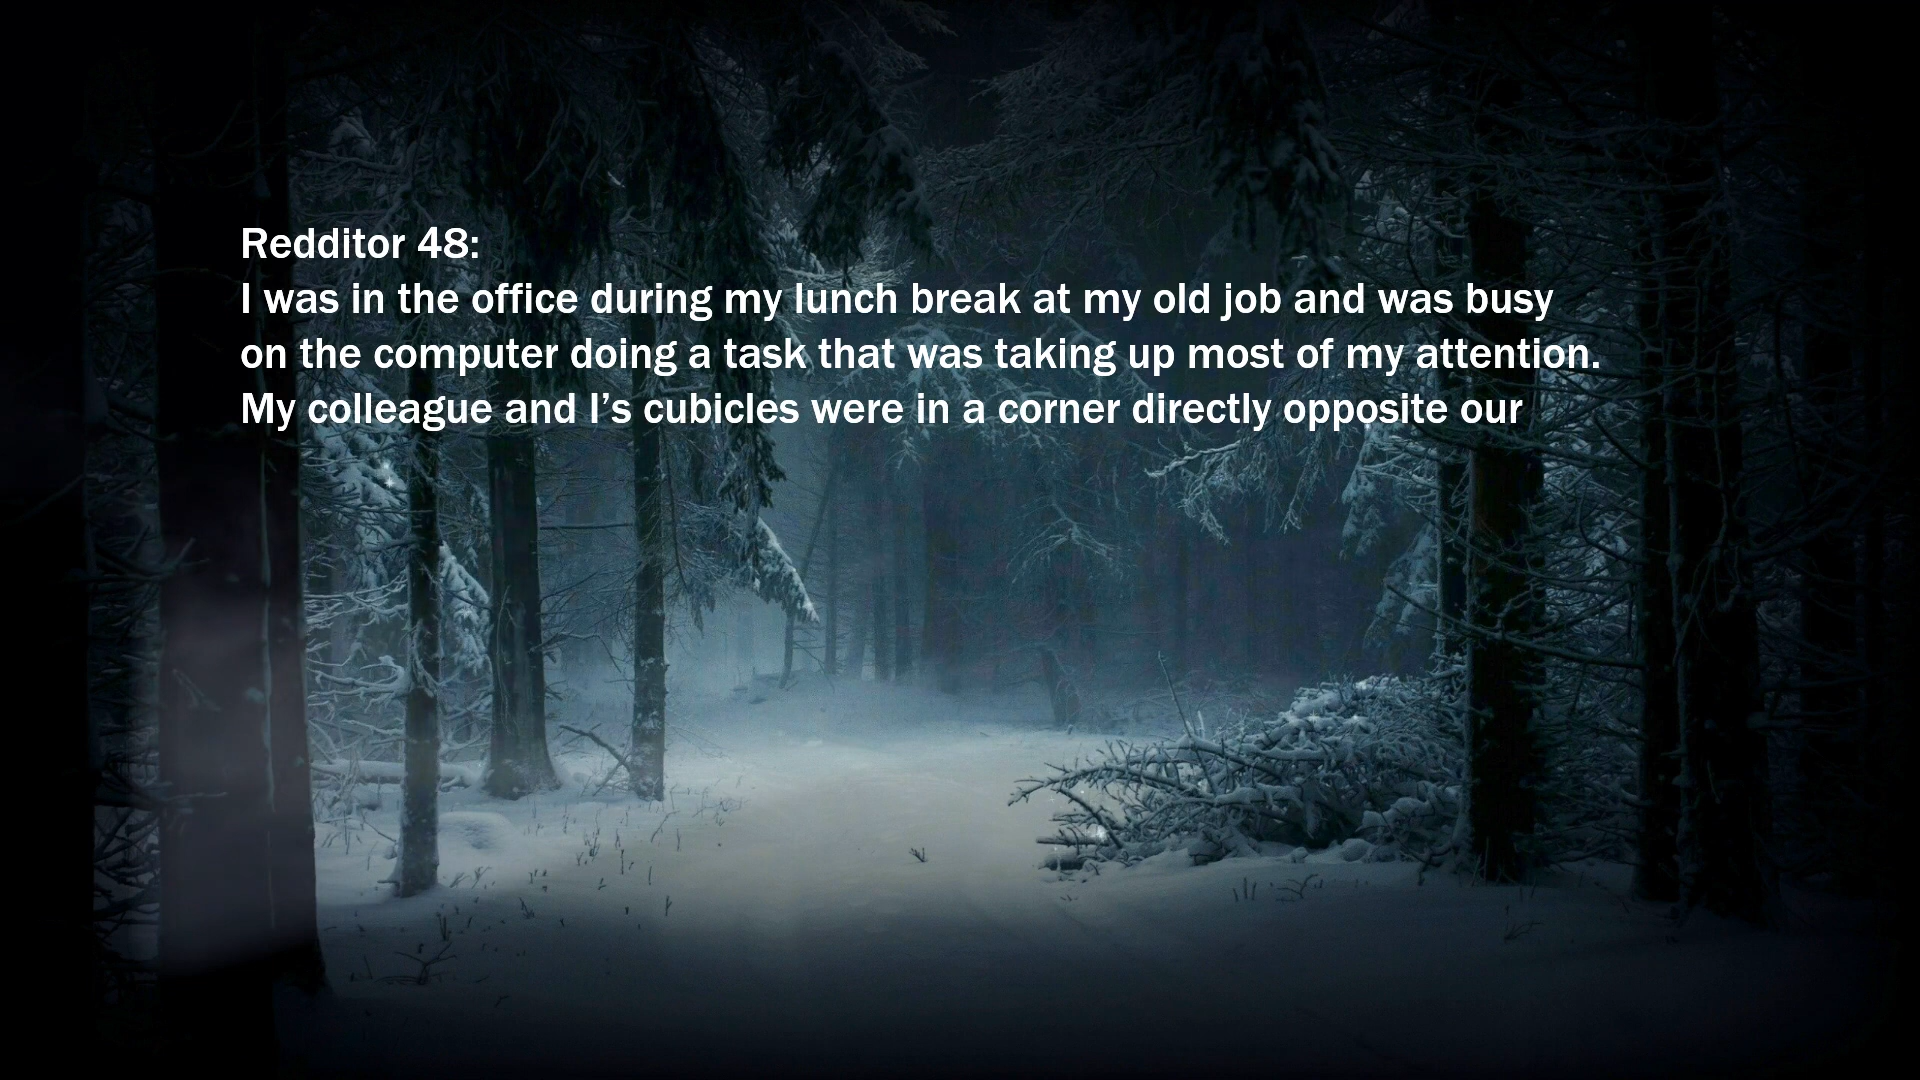 Redditor 48:
I was in the office during my lunch break at my old job and was busy
on the computer doing a task that was taking up most of my attention.
My colleague and I’s cubicles were in a corner directly opposite our